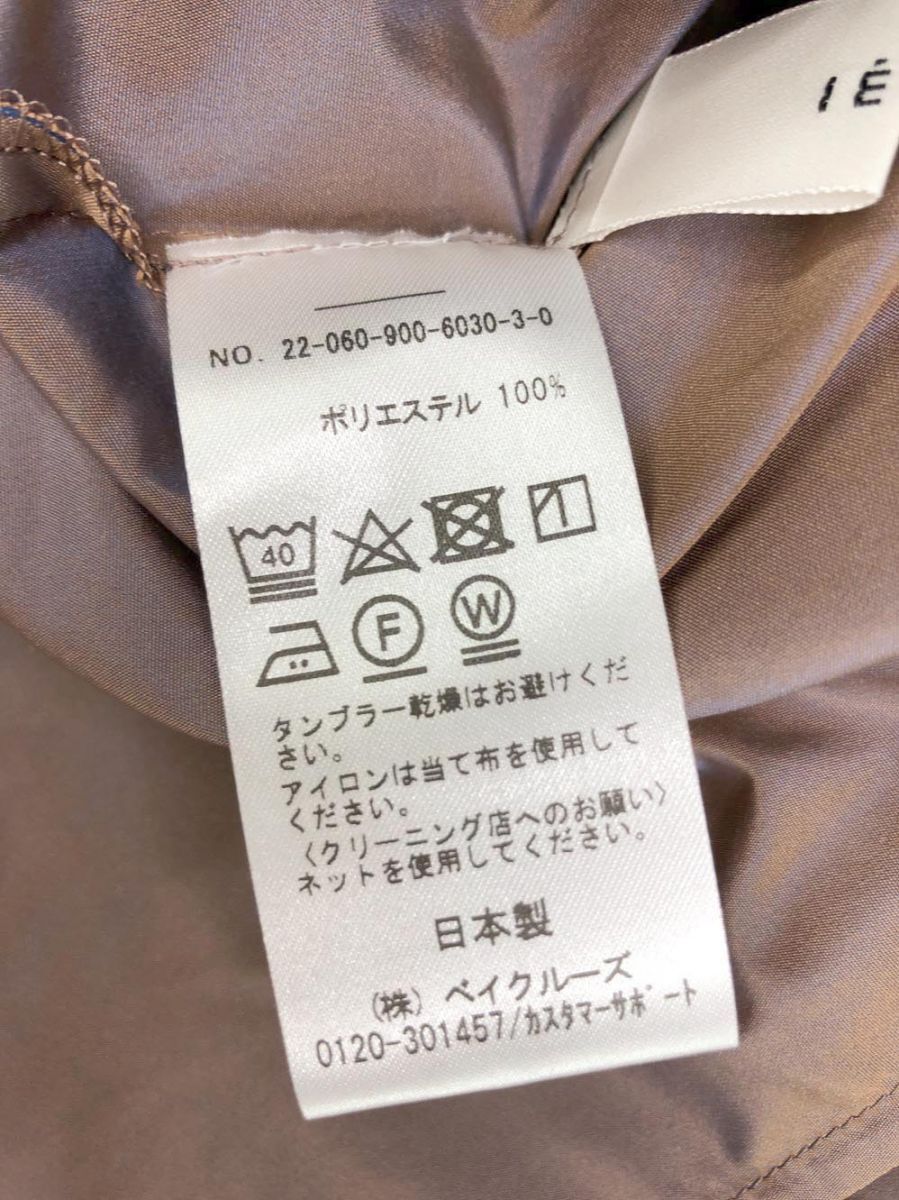 IÉ
NO. 22-060-900-6030-3-0
ポリエステル 100%
40
F W
タンブラー乾燥はお避けくだ
さい。
アイロンは当て布を使用して
ください。
〈クリーニング店へのお願い〉
ネットを使用してください。
日本製
(株) ベイクルーズ
0120-301457/カスタマーサポート